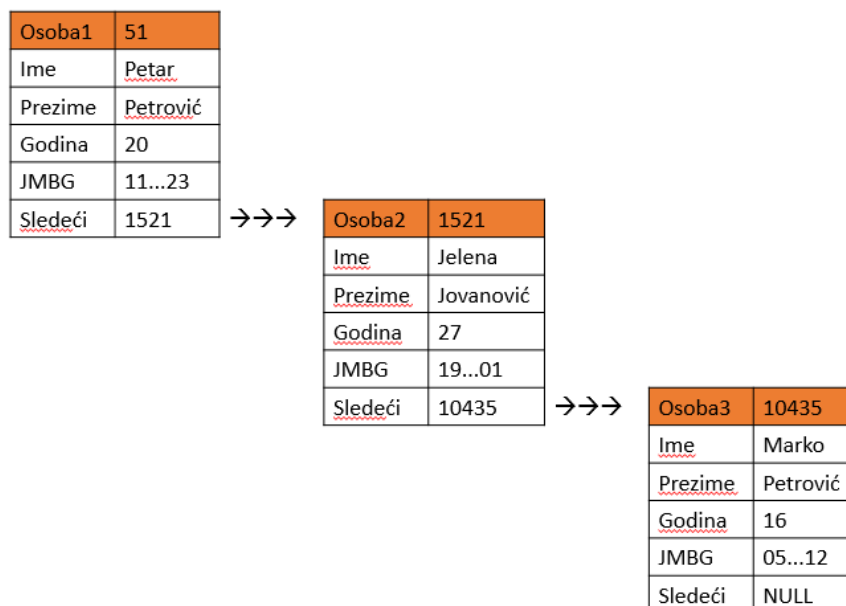 Osoba1 51
Ime Petar
Prezime Petrović
Godina 20
JMBG 11...23
Sledeći 1521 →→→
Osoba2 1521
Ime Jelena
Prezime Jovanović
Godina 27
JMBG 19...01
Sledeći 10435 →→→
Osoba3 10435
Ime Marko
Prezime Petrović
Godina 16
JMBG 05...12
Sledeći NULL